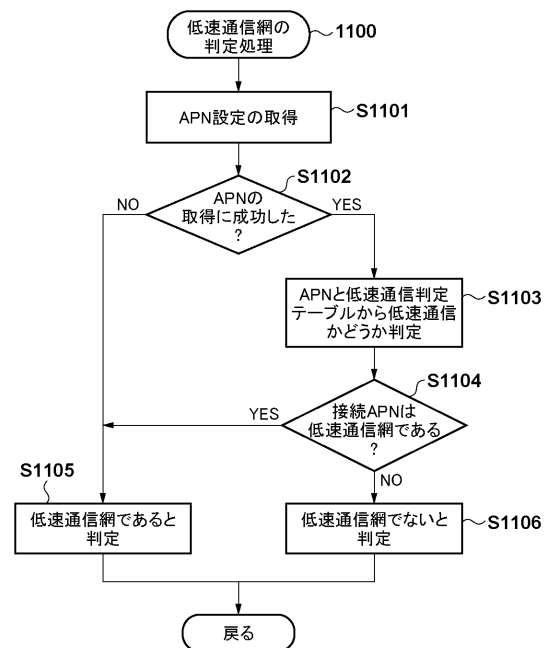 低速通信網の
判定処理
1100
APN設定の取得
S1101
S1102
APNの
取得に成功した
?
NO
YES
APNと低速通信判定
テーブルから低速通信
かどうか判定
S1103
S1104
接続APNは
低速通信網である
?
YES
NO
S1105
低速通信網であると
判定
低速通信網でないと
判定
S1106
戻る